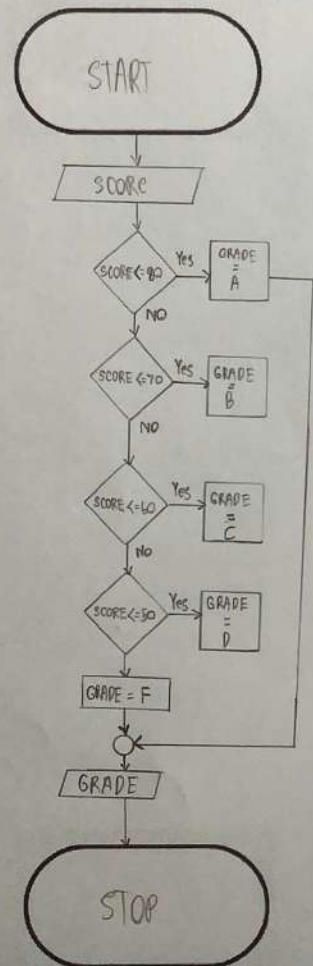 START
SCORE
SCORE<=80
Yes
GRADE
=
A
NO
SCORE<=70
Yes
GRADE
=
B
NO
SCORE<=60
Yes
GRADE
=
C
NO
SCORE<=50
Yes
GRADE
=
D
GRADE = F
GRADE
STOP